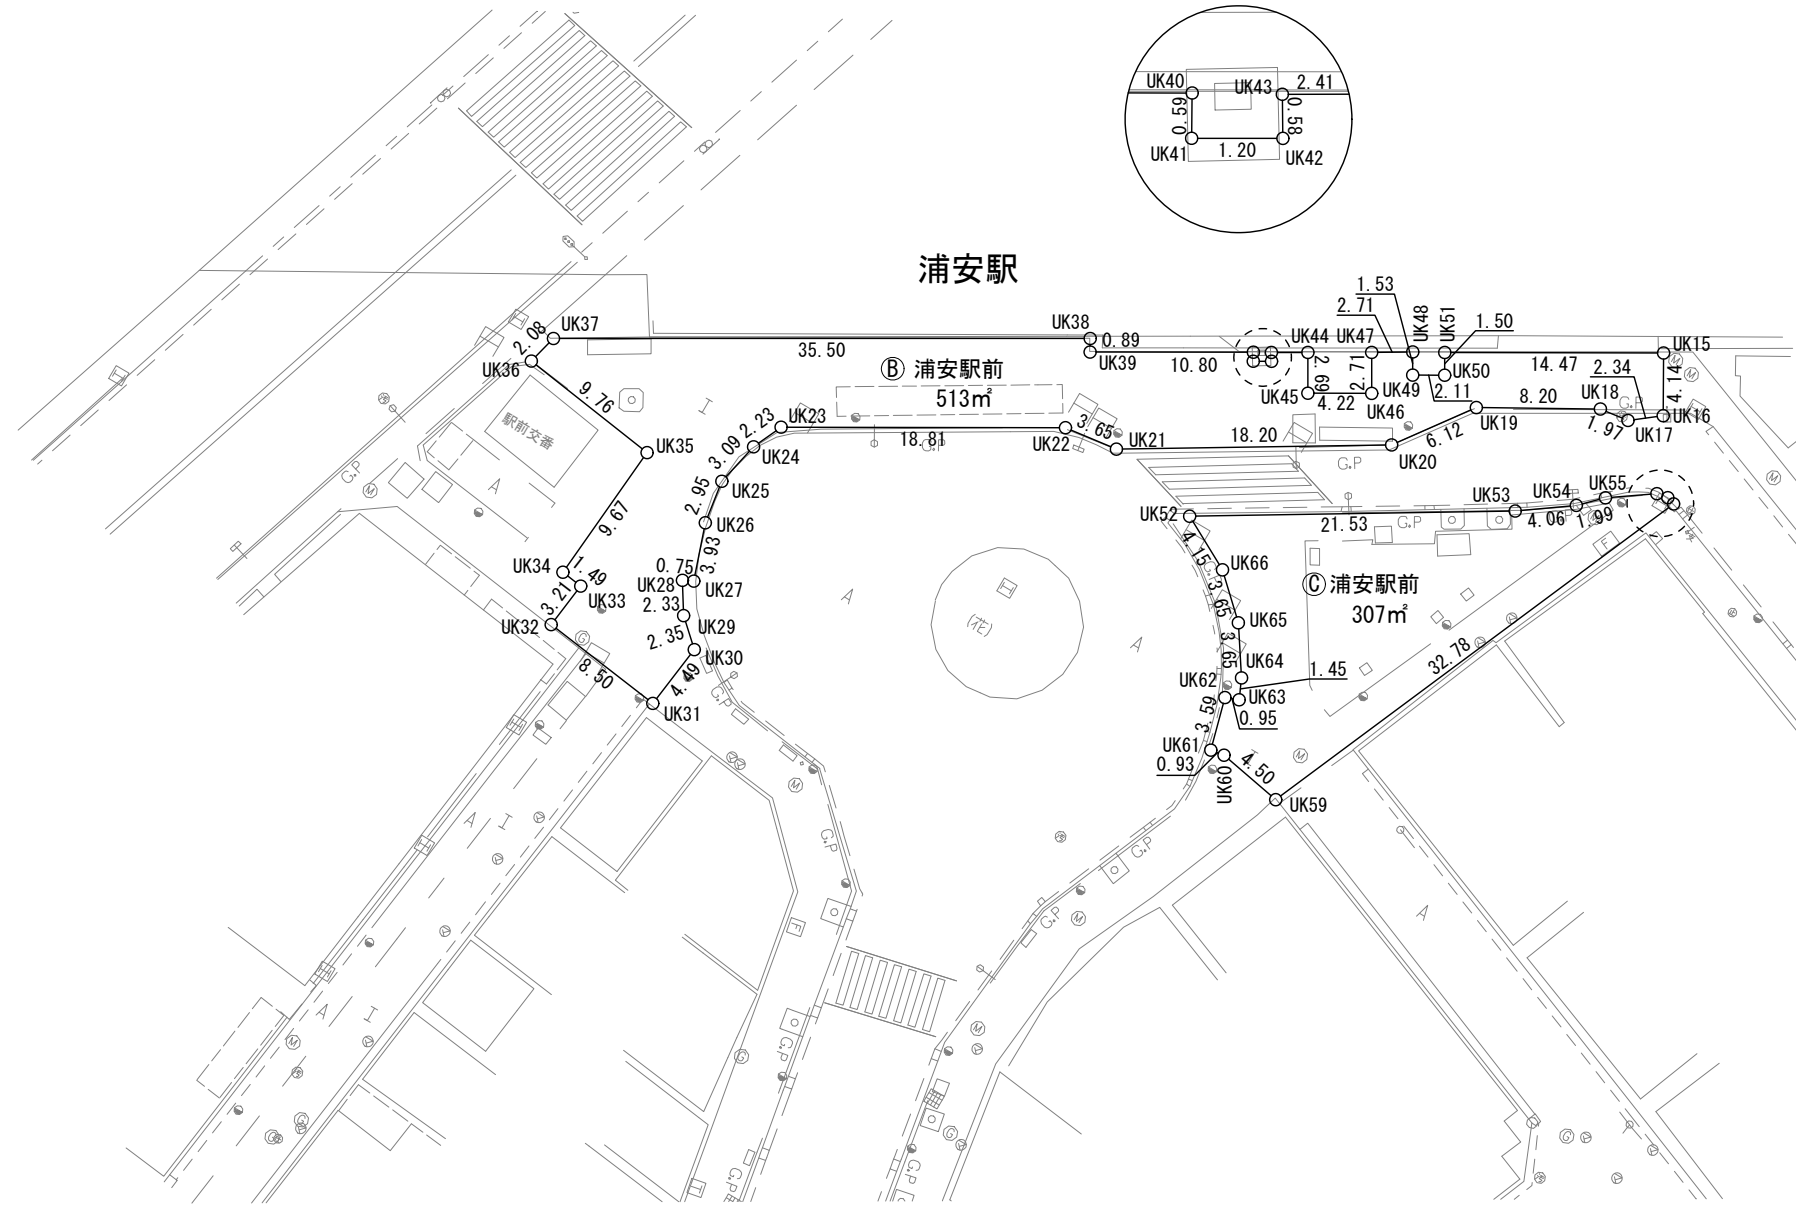 UK40
UK43
2.41
0.59
0.58
UK41
1.20
UK42
浦安駅
1.53
2.71
UK48
UK51
1.50
2.08
UK37
UK38
0.89
UK44
UK47
UK15
UK36
35.50
UK39
10.80
2.69
2.71
14.47
2.34
4.14
Ⓑ 浦安駅前
513㎡
UK45
4.22
UK46
UK49
UK50
2.11
8.20
UK18
UK16
UK17
1.97
UK19
6.12
9.76
駅前交番
UK35
2.23
UK23
18.81
UK22
3.65
UK21
18.20
UK20
3.09
UK24
G.P
G.P
G.P
G.P
I
A
2.95
UK25
UK26
9.67
UK52
21.53
UK53
UK54
UK55
4.06
1.99
G.P
G.P
UK34
1.49
UK33
3.21
UK32
0.75
UK28
UK27
3.93
2.33
UK29
2.35
UK30
4.49
8.50
UK31
A
(花)
A
4.15
UK66
3.65
UK65
3.65
UK64
Ⓒ 浦安駅前
307㎡
F
32.78
1.45
UK62
UK63
0.95
3.59
UK61
0.93
UK60
4.50
UK59
G.P
A
I
G.P
G.P
G.P
F
A
A
I
G.P
G.P
G.P
M
M
M
M
M
M
M
M
G
G
G
G
G